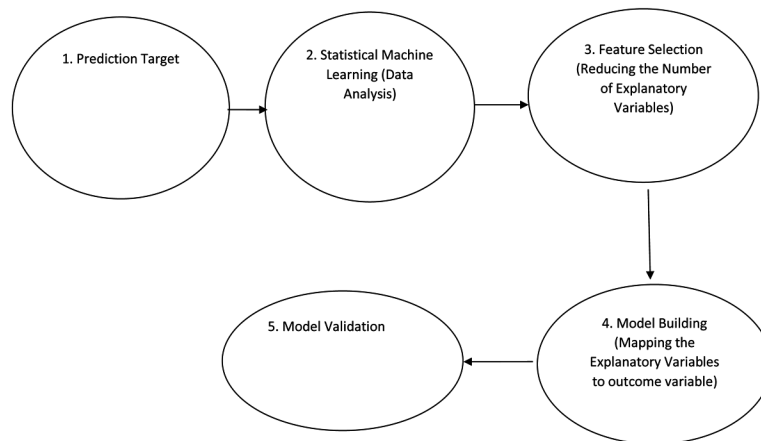 1. Prediction Target
2. Statistical Machine
Learning (Data
Analysis)
3. Feature Selection
(Reducing the Number
of Explanatory
Variables)
4. Model Building
(Mapping the
Explanatory Variables
to outcome variable)
5. Model Validation